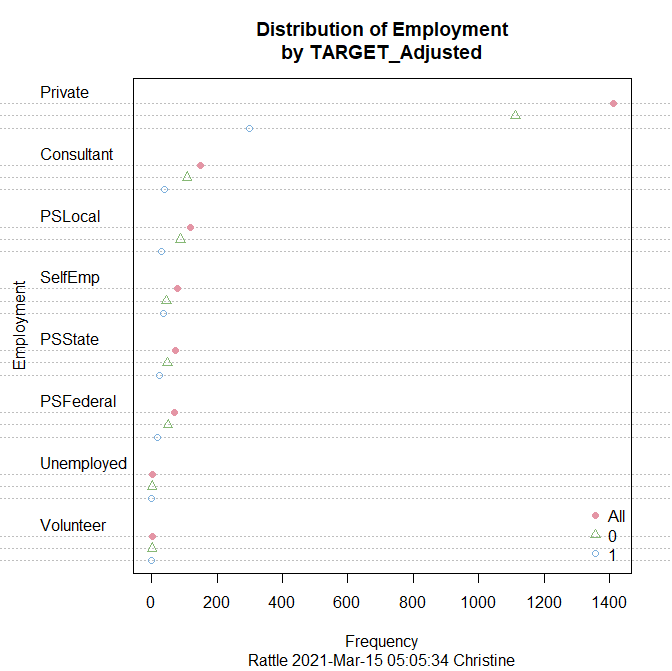 Distribution of Employment
by TARGET_Adjusted
Private
Consultant
PSLocal
SelfEmp
PSState
PSFederal
Unemployed
Volunteer
Employment
All
0
1
0 200 400 600 800 1000 1200 1400
Frequency
Rattle 2021-Mar-15 05:05:34 Christine